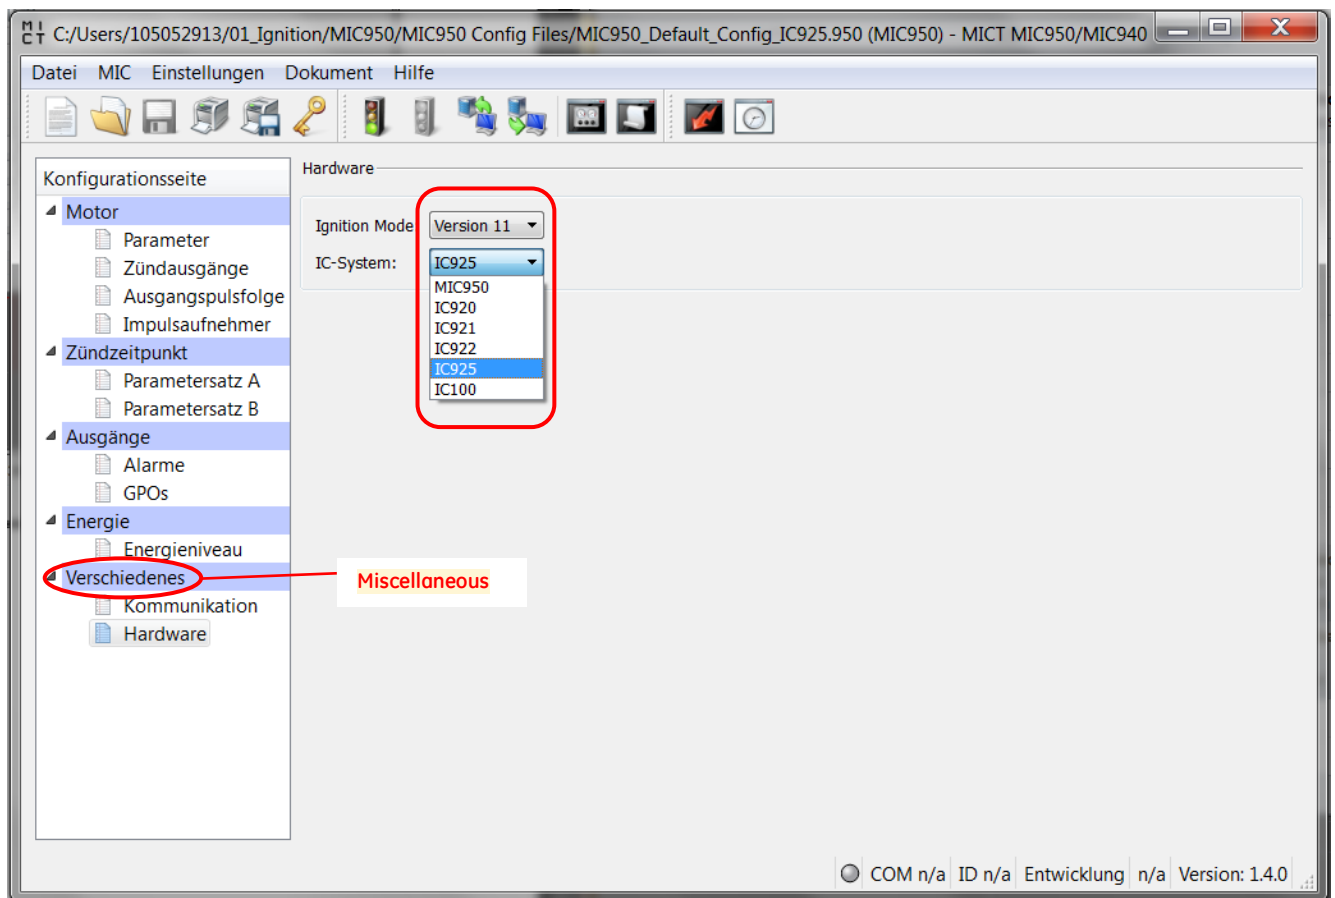 C:/Users/105052913/01_Ignition/MIC950/MIC950 Config Files/MIC950_Default_Config_IC925.950 (MIC950) - MICT MIC950/MIC940
Datei MIC Einstellungen Dokument Hilfe
Konfigurationsseite
Motor
Parameter
Zündausgänge
Ausgangspulsfolge
Impulsaufnehmer
Zündzeitpunkt
Parametersatz A
Parametersatz B
Ausgänge
Alarme
GPOs
Energie
Energieniveau
Verschiedenes
Kommunikation
Hardware
Miscellaneous
Hardware
Ignition Mode Version 11
IC-System: IC925
MIC950
IC920
IC921
IC922
IC925
IC100
COM n/a ID n/a Entwicklung n/a Version: 1.4.0